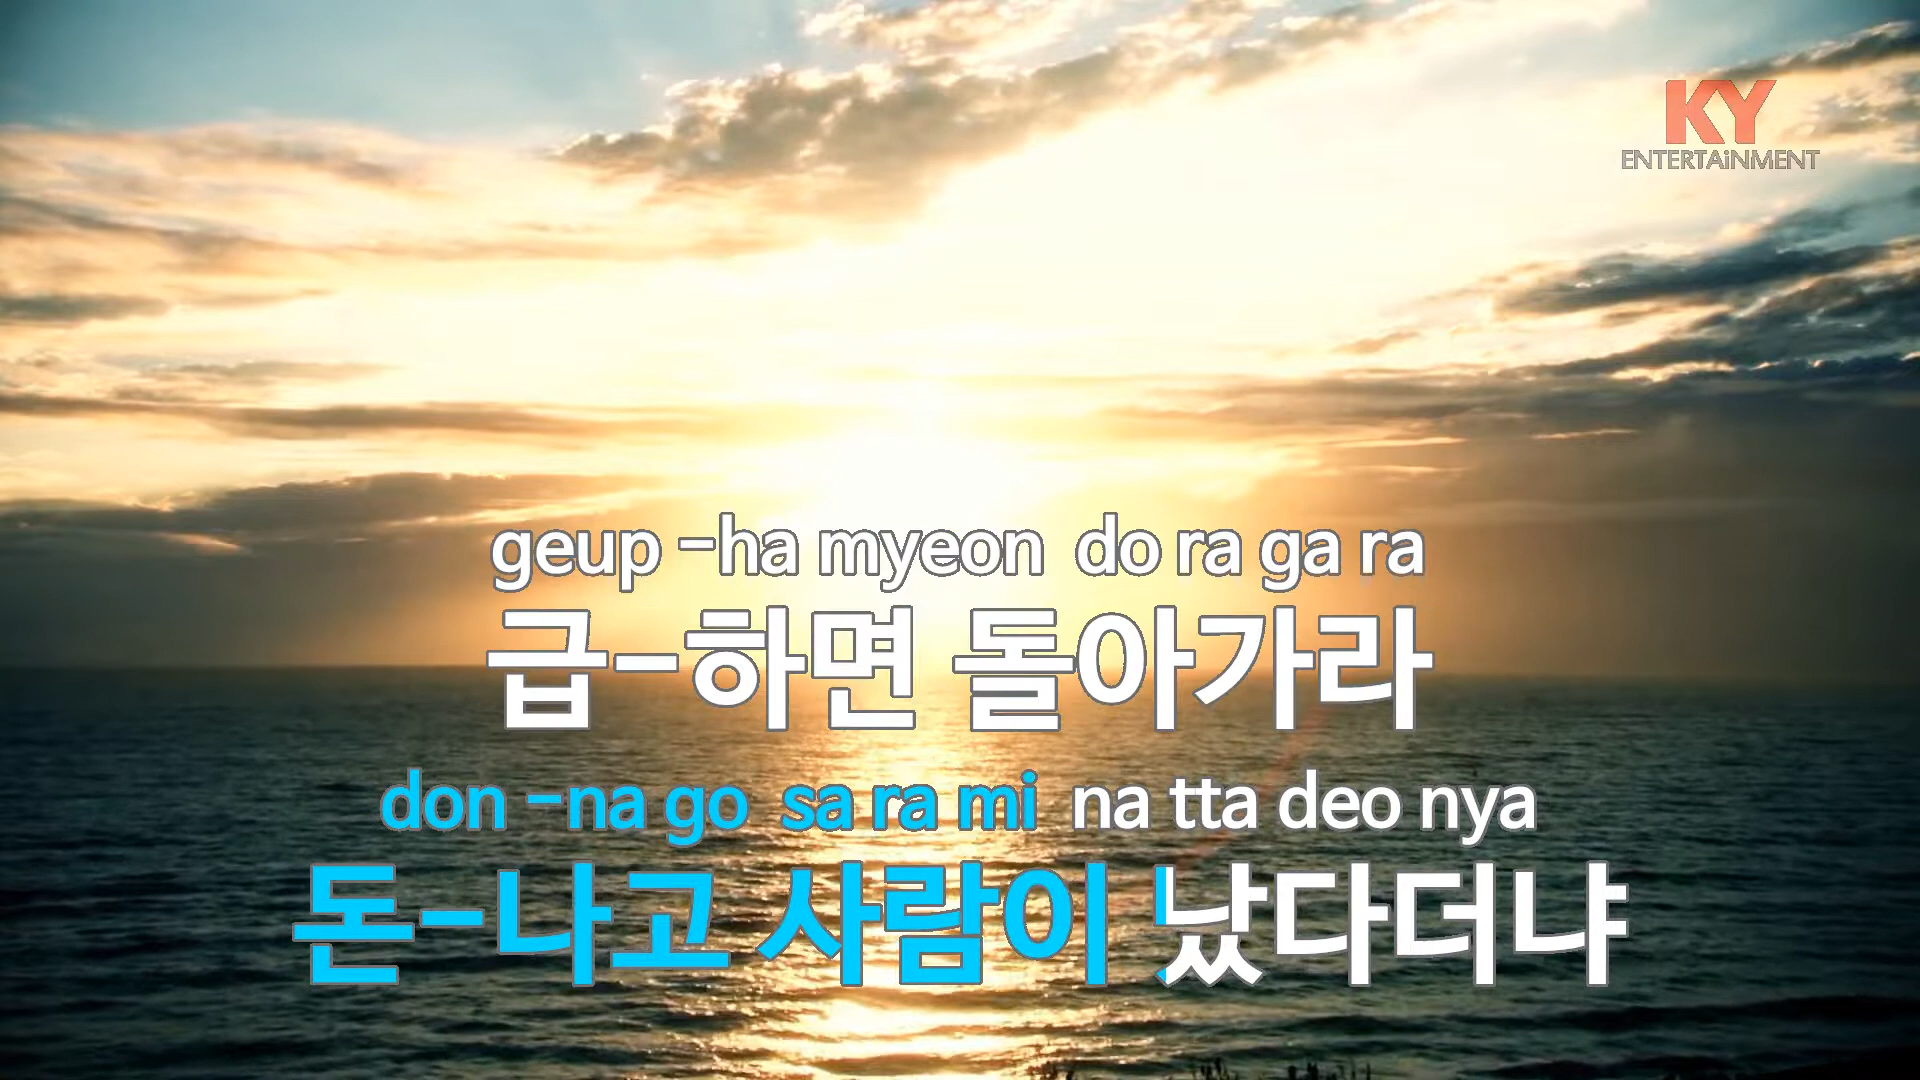 KY
ENTERTAiNMENT
geup -ha myeon do ra ga ra
급-하면 돌아가라
don -na go sa ra mi na tta deo nya
돈-나고 사람이 났다더냐